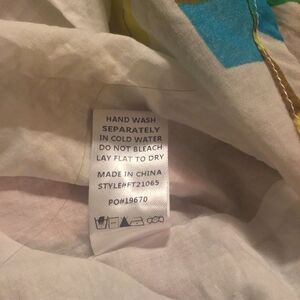 HAND WASH
SEPARATELY
IN COLD WATER
DO NOT BLEACH
LAY FLAT TO DRY
MADE IN CHINA
STYLE#FT21065
PO#19670